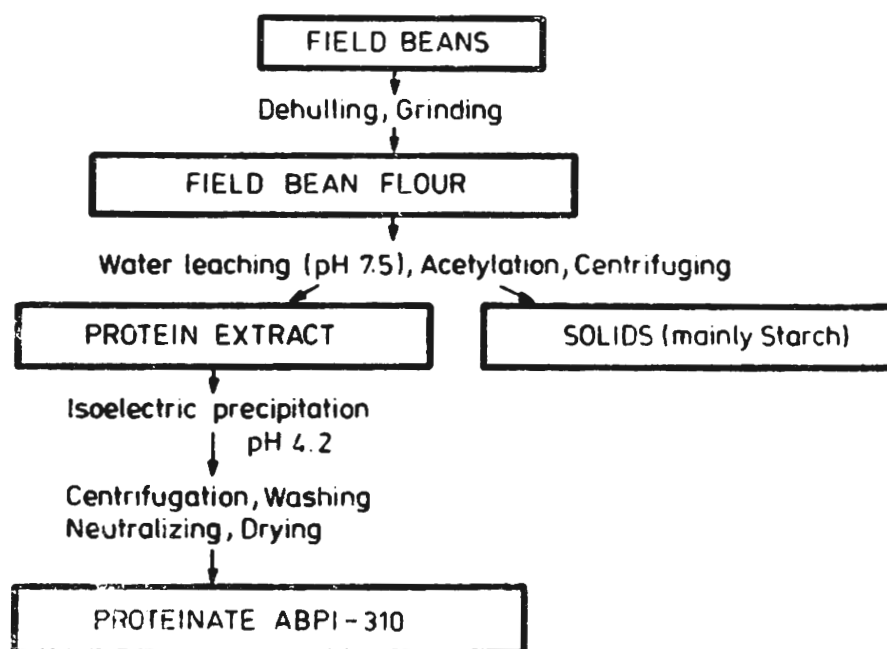 FIELD BEANS
Dehulling, Grinding
FIELD BEAN FLOUR
Water leaching (pH 7.5), Acetylation, Centrifuging
PROTEIN EXTRACT
SOLIDS (mainly Starch)
Isoelectric precipitation
pH 4.2
Centrifugation, Washing
Neutralizing, Drying
PROTEINATE ABPI-310